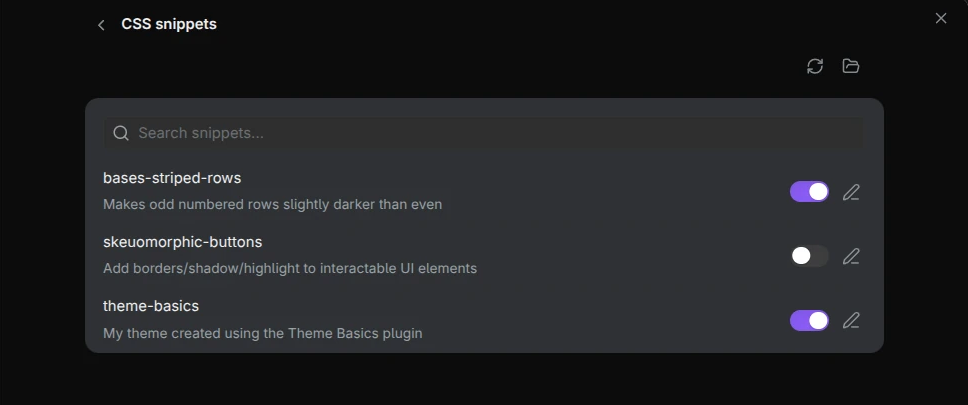 CSS snippets
Search snippets...
bases-striped-rows
Makes odd numbered rows slightly darker than even
skeuomorphic-buttons
Add borders/shadow/highlight to interactable UI elements
theme-basics
My theme created using the Theme Basics plugin